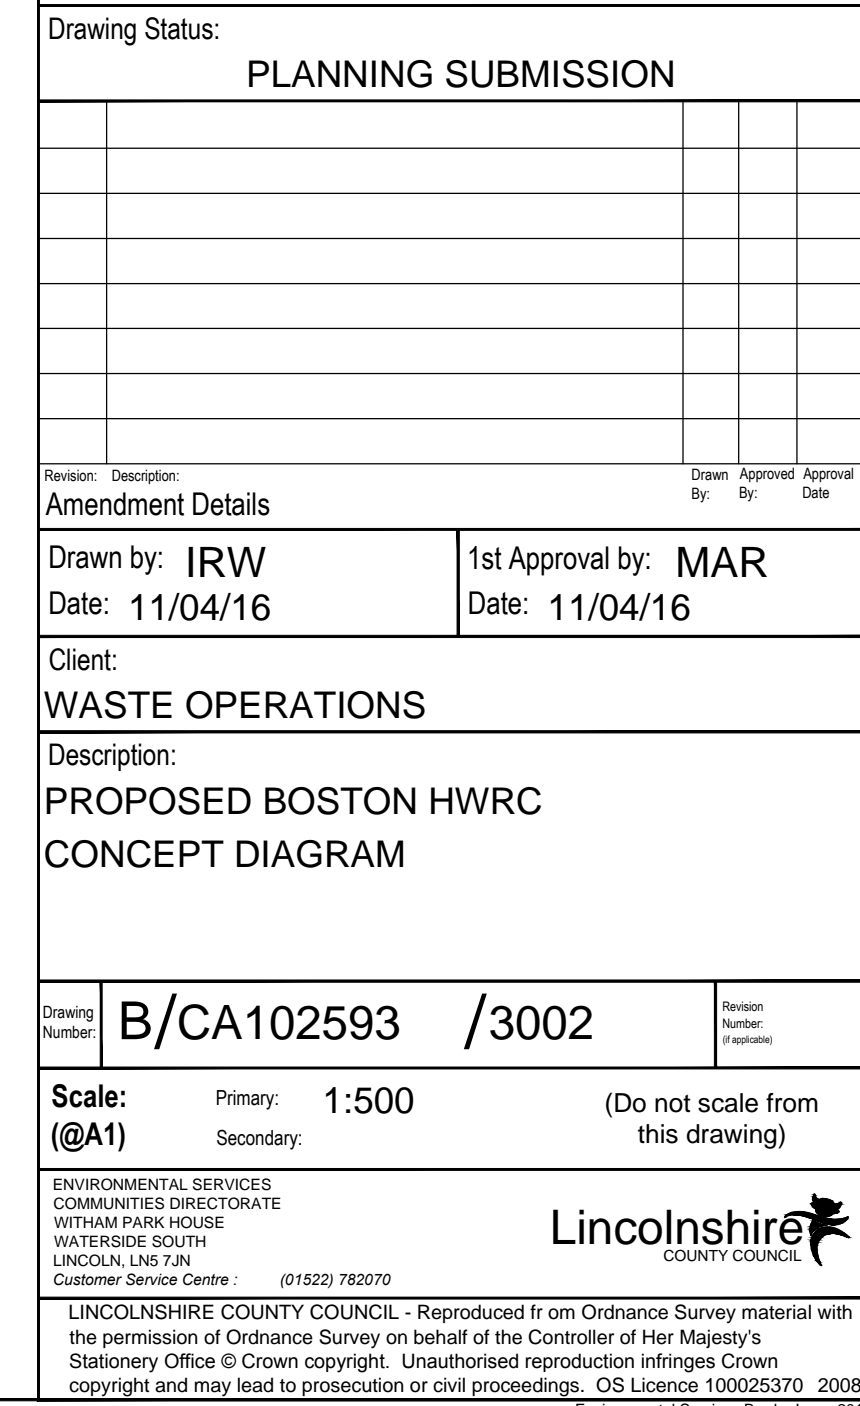 Drawing Status:
PLANNING SUBMISSION
Revision: Description: Drawn By: Approved By: Approval Date
Amendment Details
Drawn by: IRW 1st Approval by: MAR
Date: 11/04/16 Date: 11/04/16
Client:
WASTE OPERATIONS
Description:
PROPOSED BOSTON HWRC
CONCEPT DIAGRAM
Drawing Number: B/CA102593 /3002 Revision Number: (if applicable)
Scale: Primary: 1:500 (Do not scale from
(@A1) Secondary: this drawing)
ENVIRONMENTAL SERVICES
COMMUNITIES DIRECTORATE
WITHAM PARK HOUSE
WATERSIDE SOUTH
LINCOLN, LN5 7JN
Customer Service Centre : (01522) 782070
Lincolnshire
COUNTY COUNCIL
LINCOLNSHIRE COUNTY COUNCIL - Reproduced fr om Ordnance Survey material with
the permission of Ordnance Survey on behalf of the Controller of Her Majesty's
Stationery Office © Crown copyright. Unauthorised reproduction infringes Crown
copyright and may lead to prosecution or civil proceedings. OS Licence 100025370 2008